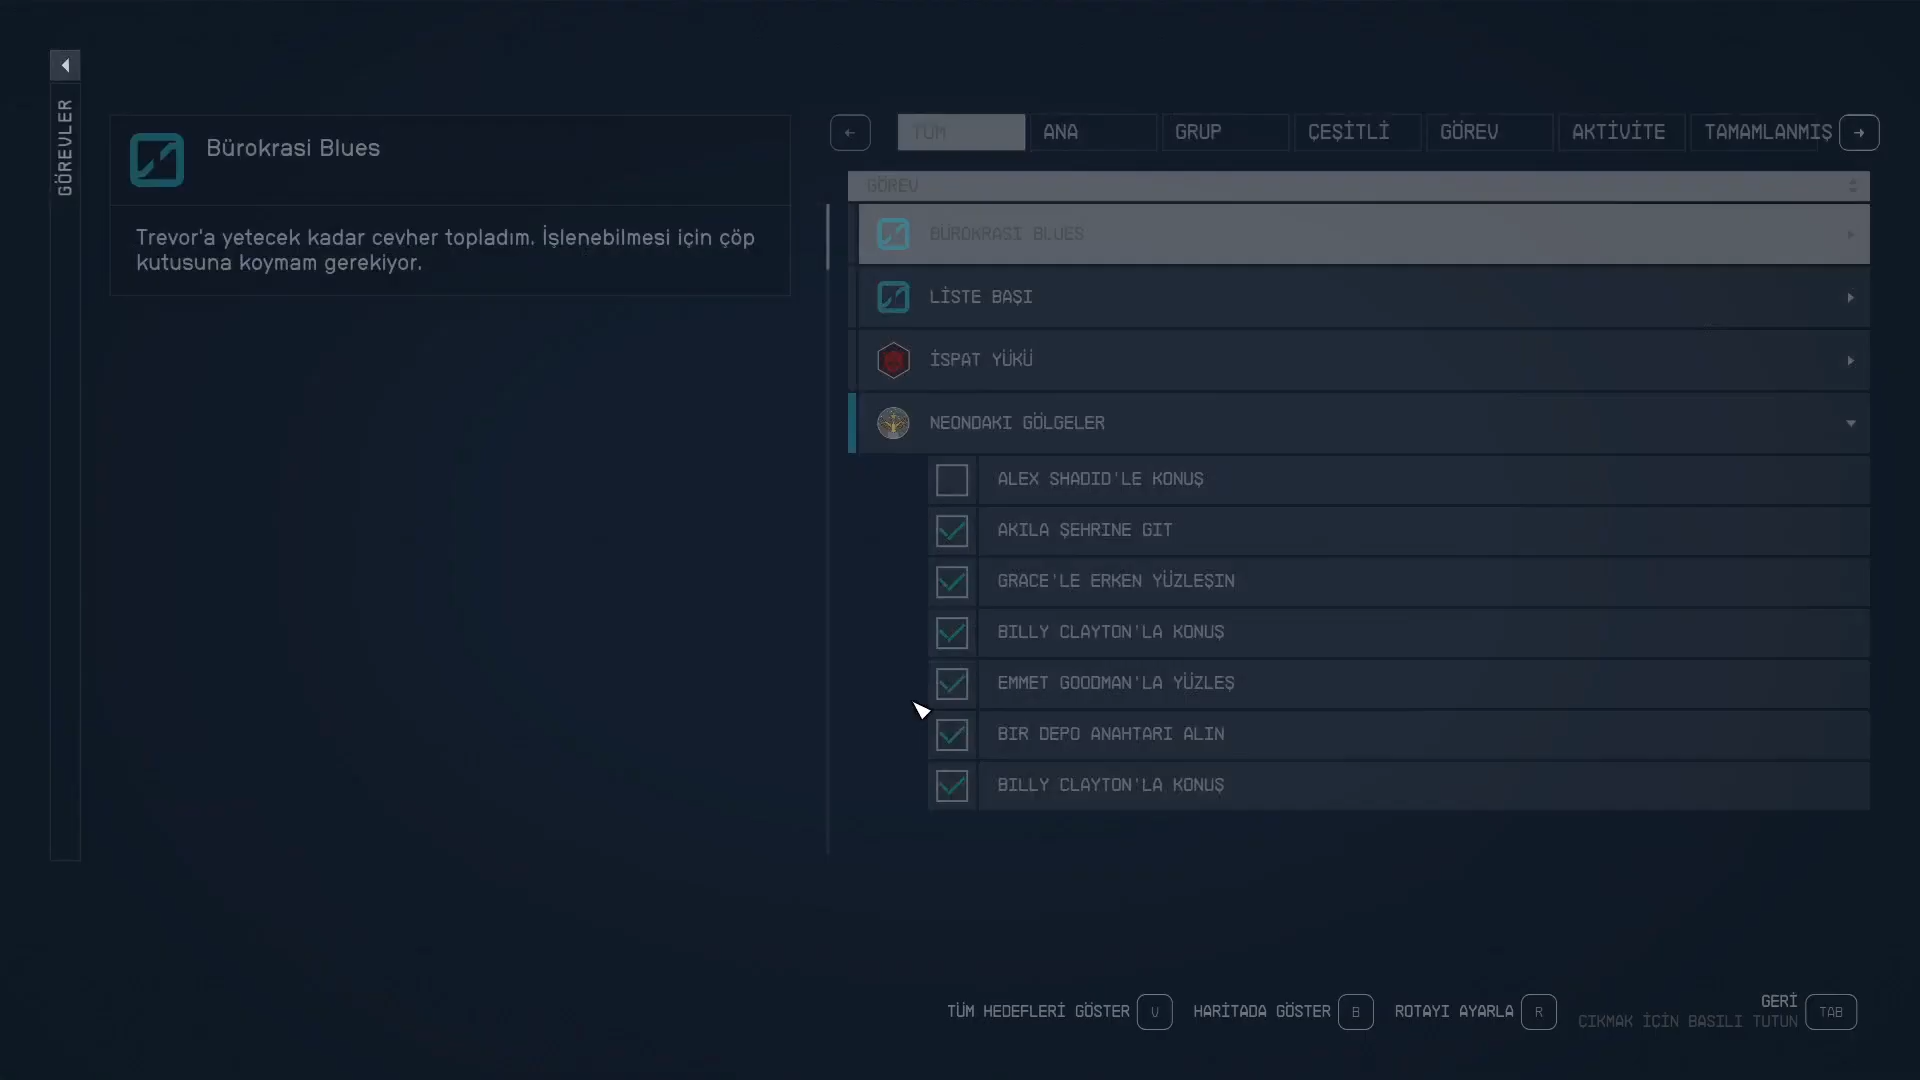 GÖREVLER
Bürokrasi Blues
Trevor'a yetecek kadar cevher topladım. İşlenebilmesi için çöp
kutusuna koymam gerekiyor.
TÜM
ANA
GRUP
ÇEŞİTLİ
GÖREV
AKTİVİTE
TAMAMLANMIŞ
GÖREV
BÜROKRASI BLUES
LİSTE BAŞI
İSPAT YÜKÜ
NEONDAKI GÖLGELER
ALEX SHADID'LE KONUŞ
AKILA ŞEHRINE GIT
GRACE'LE ERKEN YÜZLEŞIN
BILLY CLAYTON'LA KONUŞ
EMMET GOODMAN'LA YÜZLEŞ
BIR DEPO ANAHTARI ALIN
BILLY CLAYTON'LA KONUŞ
TÜM HEDEFLERİ GÖSTER V
HARİTADA GÖSTER B
ROTAYI AYARLA R
GERİ
ÇIKMAK İÇİN BASILI TUTUN
TAB